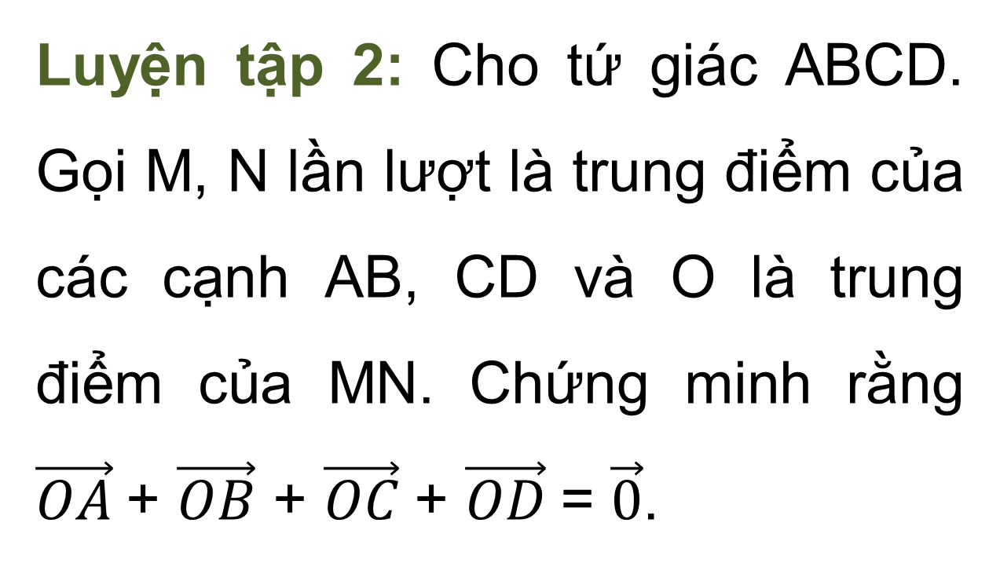 Luyện tập 2: Cho tứ giác ABCD.
Gọi M, N lần lượt là trung điểm của
các cạnh AB, CD và O là trung
điểm của MN. Chứng minh rằng
$\overrightarrow{OA} + \overrightarrow{OB} + \overrightarrow{OC} + \overrightarrow{OD} = \overrightarrow{0}$.